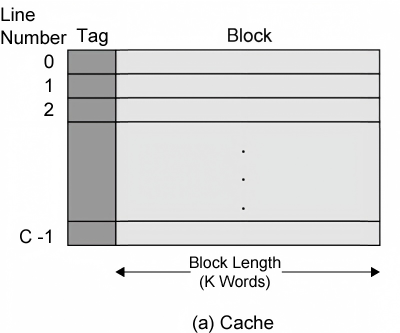 Line
Number Tag Block
0
1
2
.
.
.
C -1
Block Length
(K Words)
(a) Cache